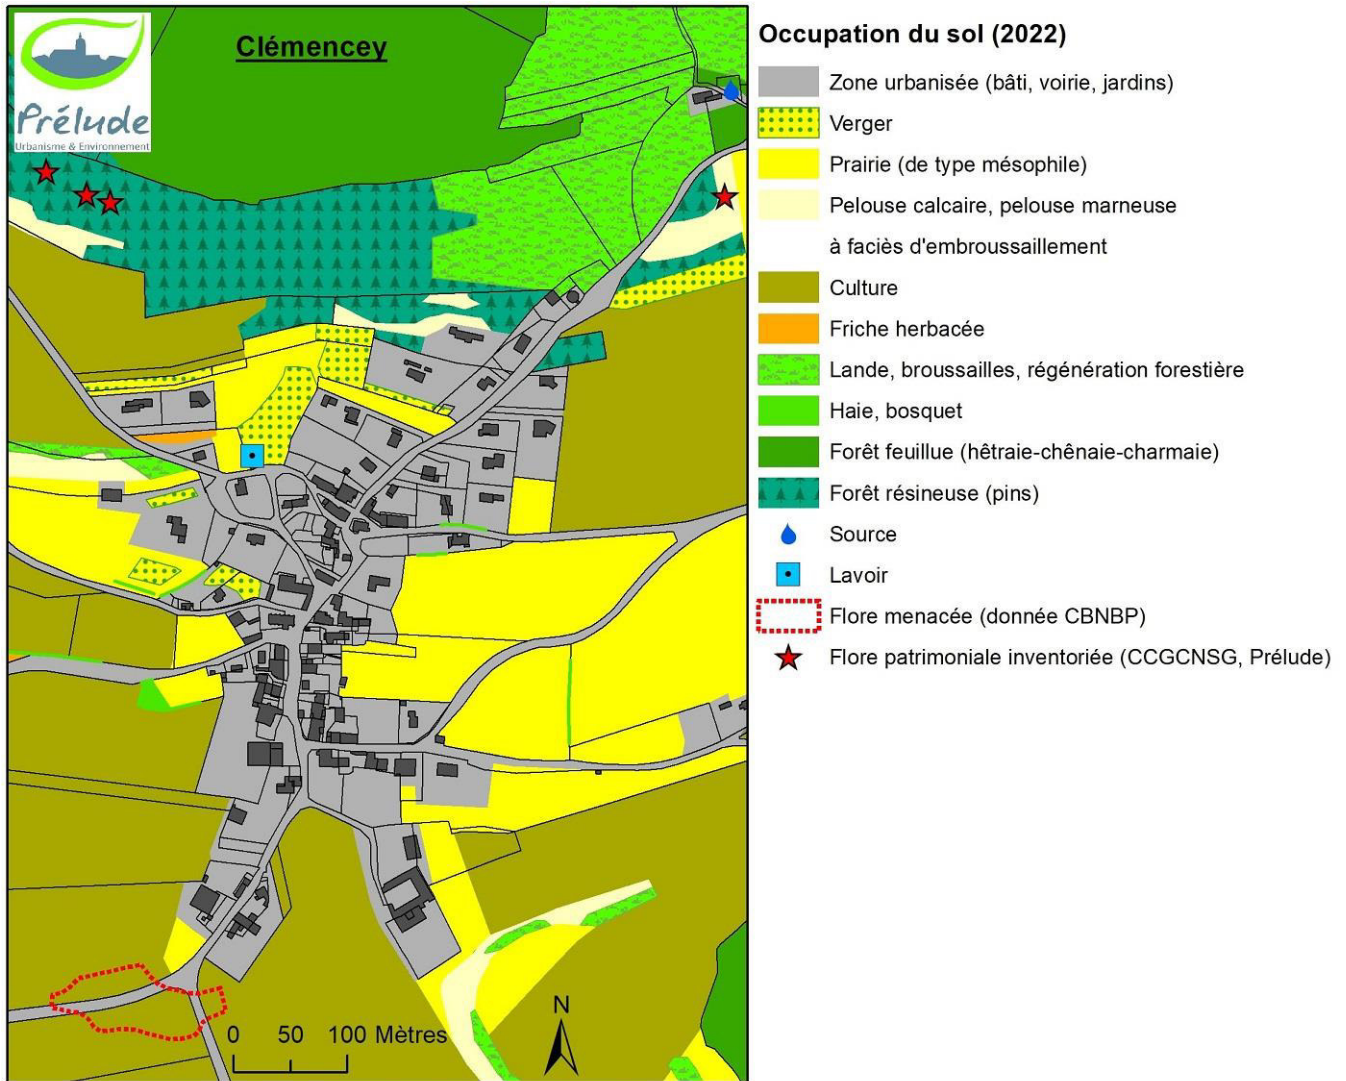 Clémencey
Prélude
Urbanisme & Environnement
Occupation du sol (2022)
Zone urbanisée (bâti, voirie, jardins)
Verger
Prairie (de type mésophile)
Pelouse calcaire, pelouse marneuse
à faciès d'embroussaillement
Culture
Friche herbacée
Lande, broussailles, régénération forestière
Haie, bosquet
Forêt feuillue (hêtraie-chênaie-charmaie)
Forêt résineuse (pins)
Source
Lavoir
Flore menacée (donnée CBNBP)
Flore patrimoniale inventoriée (CCGCNSG, Prélude)
0 50 100 Mètres
N